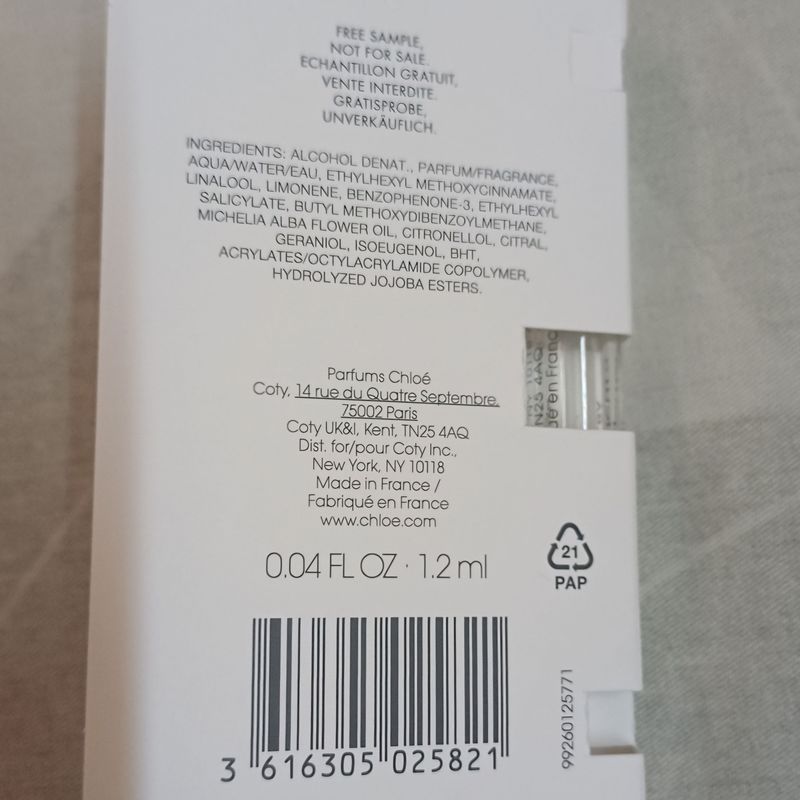 FREE SAMPLE,
NOT FOR SALE.
ECHANTILLON GRATUIT,
VENTE INTERDITE.
GRATISPROBE,
UNVERKÄUFLICH.
INGREDIENTS: ALCOHOL DENAT., PARFUM/FRAGRANCE,
AQUA/WATER/EAU, ETHYLHEXYL METHOXYCINNAMATE,
LINALOOL, LIMONENE, BENZOPHENONE-3, ETHYLHEXYL
SALICYLATE, BUTYL METHOXYDIBENZOYLMETHANE,
MICHELIA ALBA FLOWER OIL, CITRONELLOL, CITRAL,
GERANIOL, ISOEUGENOL, BHT,
ACRYLATES/OCTYLACRYLAMIDE COPOLYMER,
HYDROLYZED JOJOBA ESTERS.
Parfums Chloé
Coty, 14 rue du Quatre Septembre,
75002 Paris
Coty UK&I, Kent, TN25 4AQ
Dist. for/pour Coty Inc.,
New York, NY 10118
Made in France /
Fabriqué en France
www.chloe.com
0.04 FL OZ · 1.2 ml
21
PAP
3 616305 025821
99260125771
N25 4AQ
en Franc